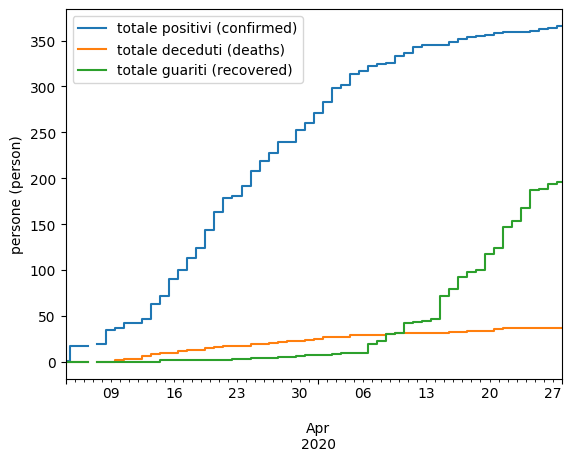 totale positivi (confirmed)
totale deceduti (deaths)
totale guariti (recovered)
persone (person)
350
300
250
200
150
100
50
0
09 16 23 30 06 13 20 27
Apr
2020